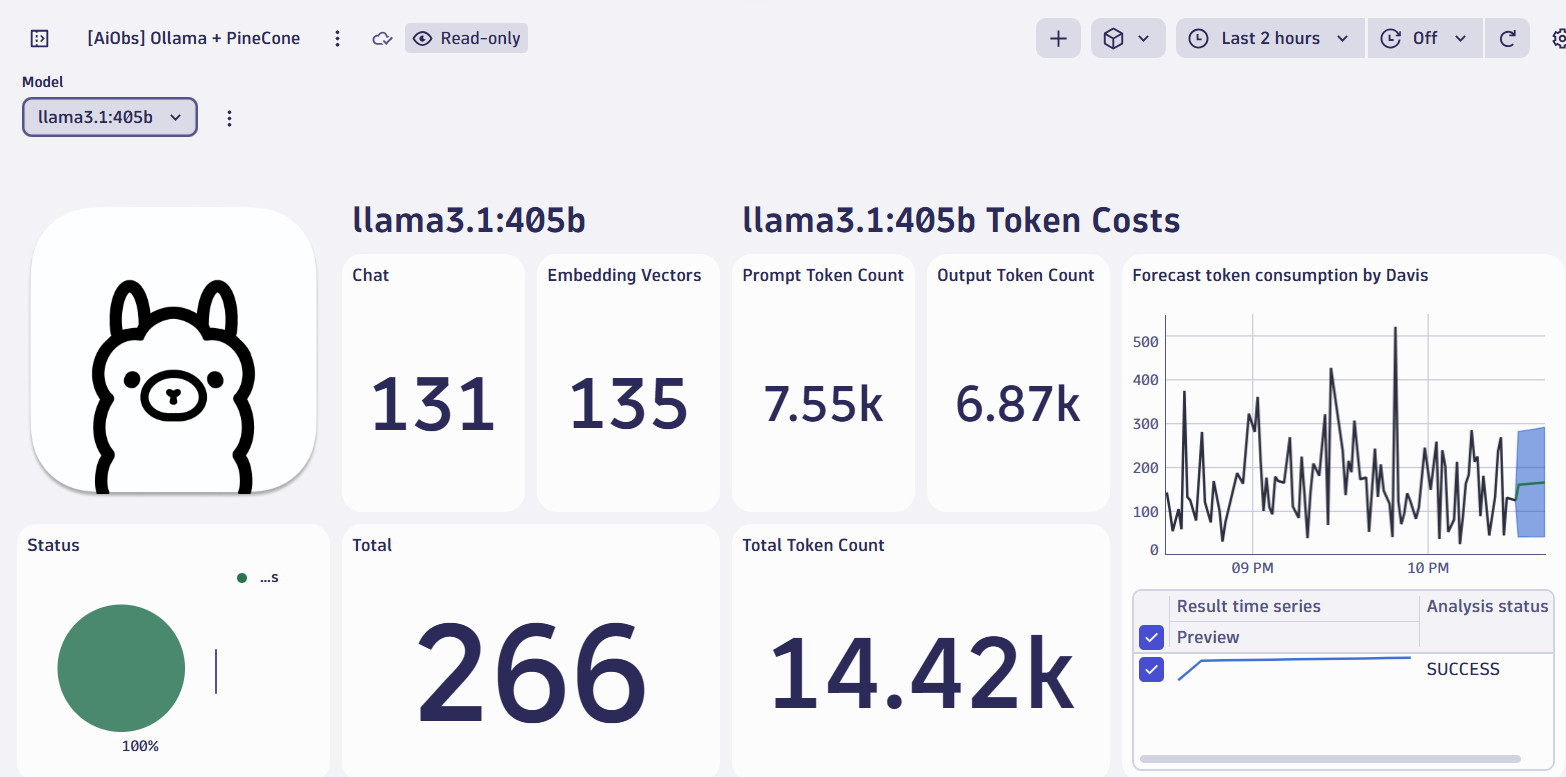 [AiObs] Ollama + PineCone
Read-only
Last 2 hours
Off
Model
llama3.1:405b
llama3.1:405b
llama3.1:405b Token Costs
Chat
131
Embedding Vectors
135
Prompt Token Count
7.55k
Output Token Count
6.87k
Forecast token consumption by Davis
500
400
300
200
100
0
09 PM
10 PM
Status
...s
100%
Total
266
Total Token Count
14.42k
Result time series
Analysis status
Preview
SUCCESS